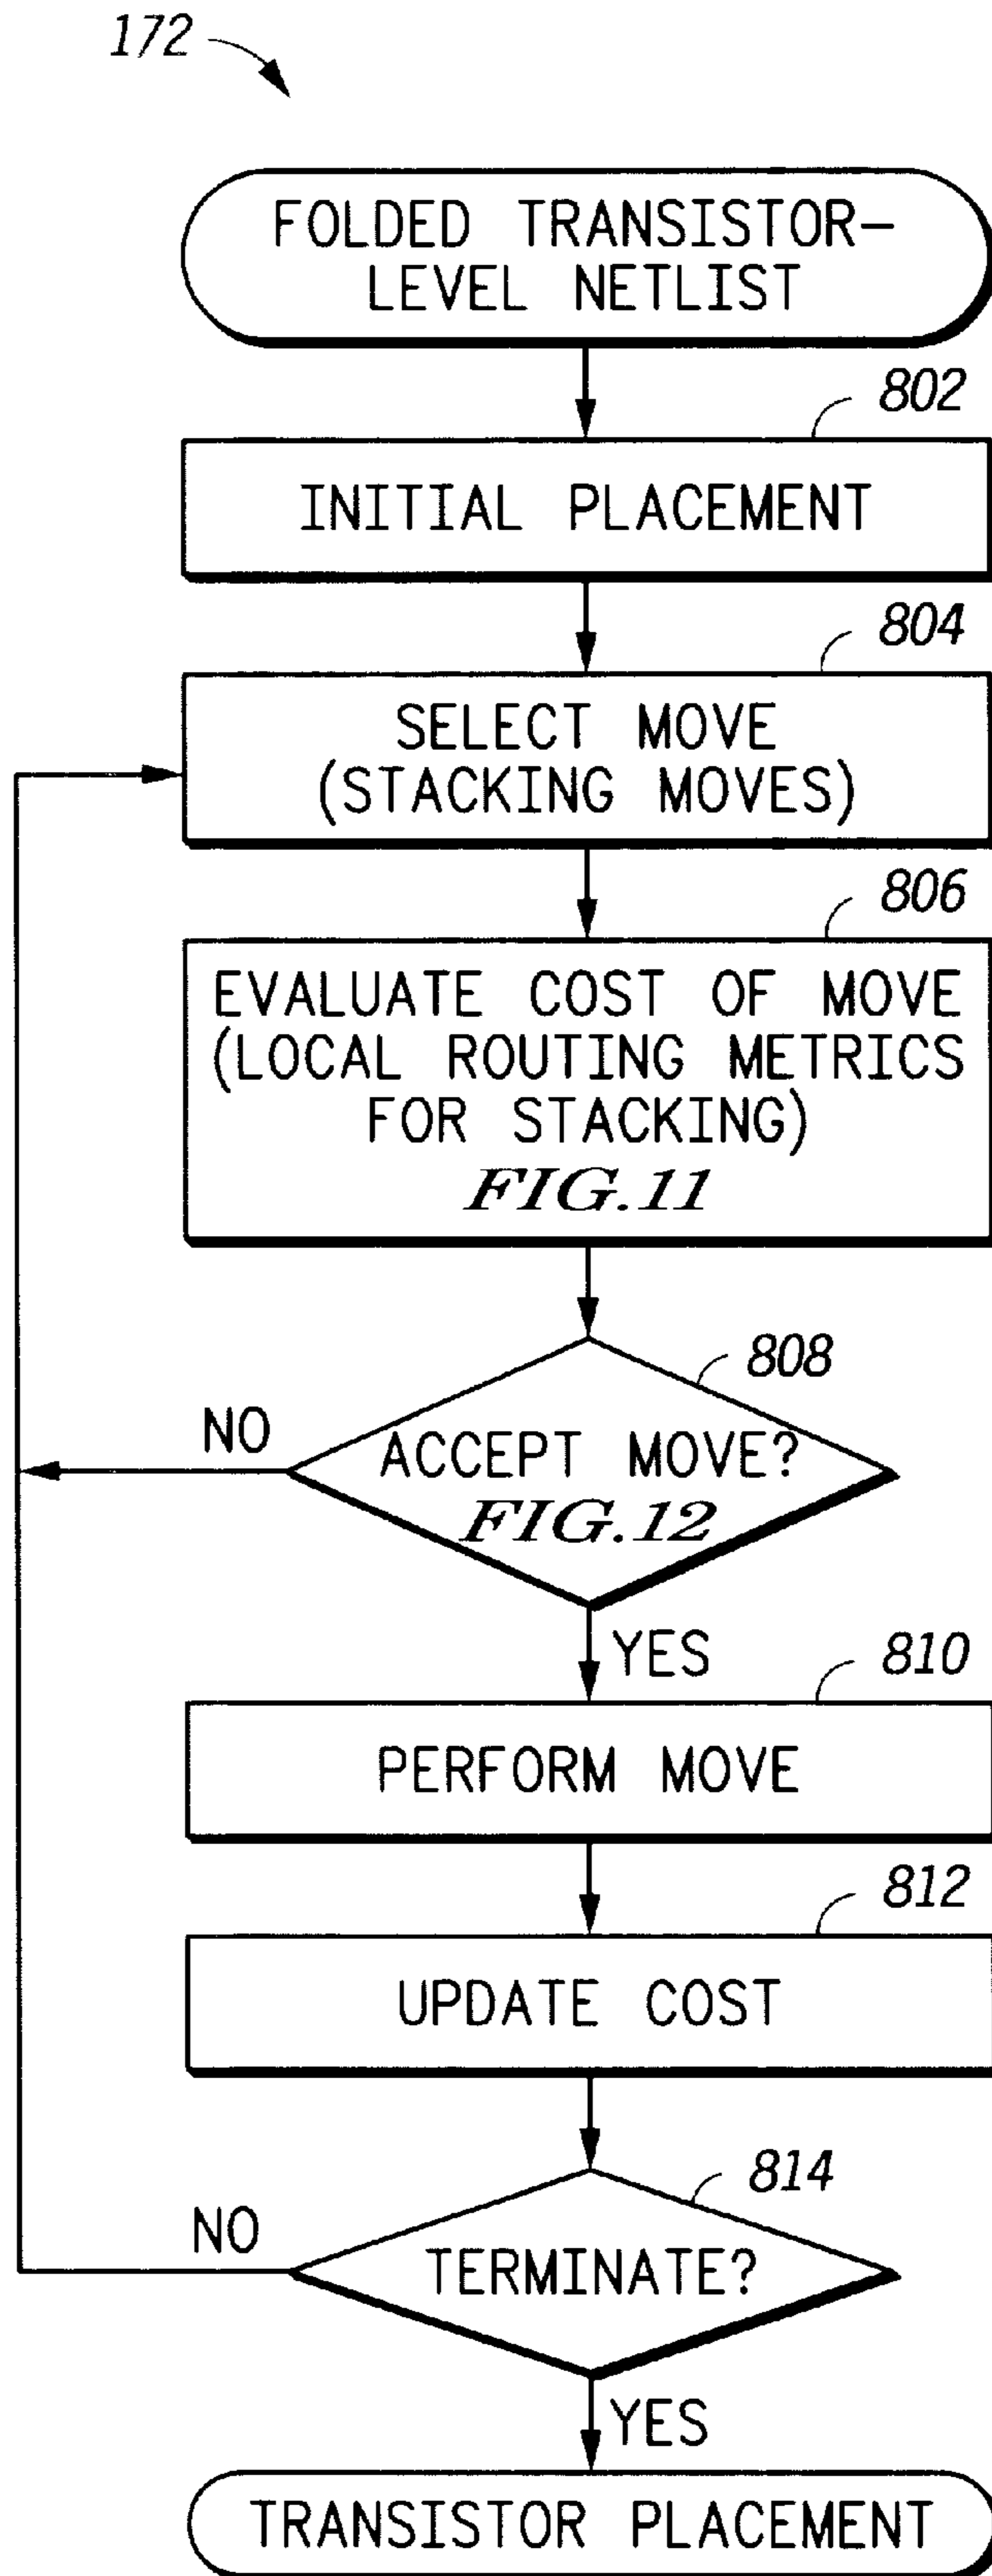 172
FOLDED TRANSISTOR-
LEVEL NETLIST
802
INITIAL PLACEMENT
804
SELECT MOVE
(STACKING MOVES)
806
EVALUATE COST OF MOVE
(LOCAL ROUTING METRICS
FOR STACKING)
FIG.11
808
NO
ACCEPT MOVE?
FIG.12
YES
810
PERFORM MOVE
812
UPDATE COST
814
NO
TERMINATE?
YES
TRANSISTOR PLACEMENT